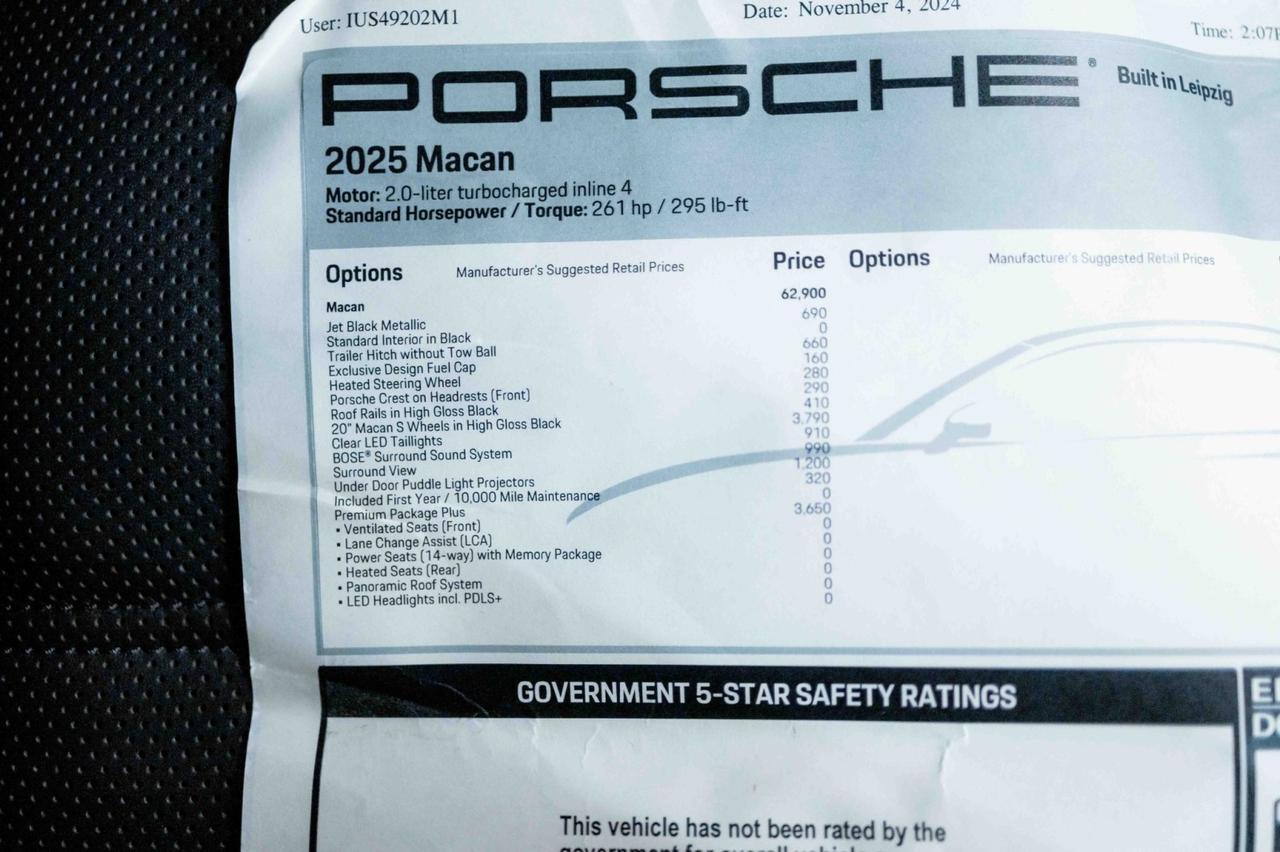 User: IUS49202M1
Date: November 4, 2024
Time: 2:07
PORSCHE® Built in Leipzig
2025 Macan
Motor: 2.0-liter turbocharged inline 4
Standard Horsepower / Torque: 261 hp / 295 lb-ft
Options Manufacturer's Suggested Retail Prices Price Options Manufacturer's Suggested Retail Prices
Macan 62,900
Jet Black Metallic 690
Standard Interior in Black 0
Trailer Hitch without Tow Ball 660
Exclusive Design Fuel Cap 160
Heated Steering Wheel 280
Porsche Crest on Headrests (Front) 290
Roof Rails in High Gloss Black 410
20" Macan S Wheels in High Gloss Black 3,790
Clear LED Taillights 910
BOSE® Surround Sound System 990
Surround View 1,200
Under Door Puddle Light Projectors 320
Included First Year / 10,000 Mile Maintenance 0
Premium Package Plus 3,650
• Ventilated Seats (Front) 0
• Lane Change Assist (LCA) 0
• Power Seats (14-way) with Memory Package 0
• Heated Seats (Rear) 0
• Panoramic Roof System 0
• LED Headlights incl. PDLS+ 0
GOVERNMENT 5-STAR SAFETY RATINGS
This vehicle has not been rated by the